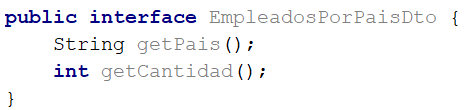 public interface EmpleadosPorPaisDto {
    String getPais();
    int getCantidad();
}